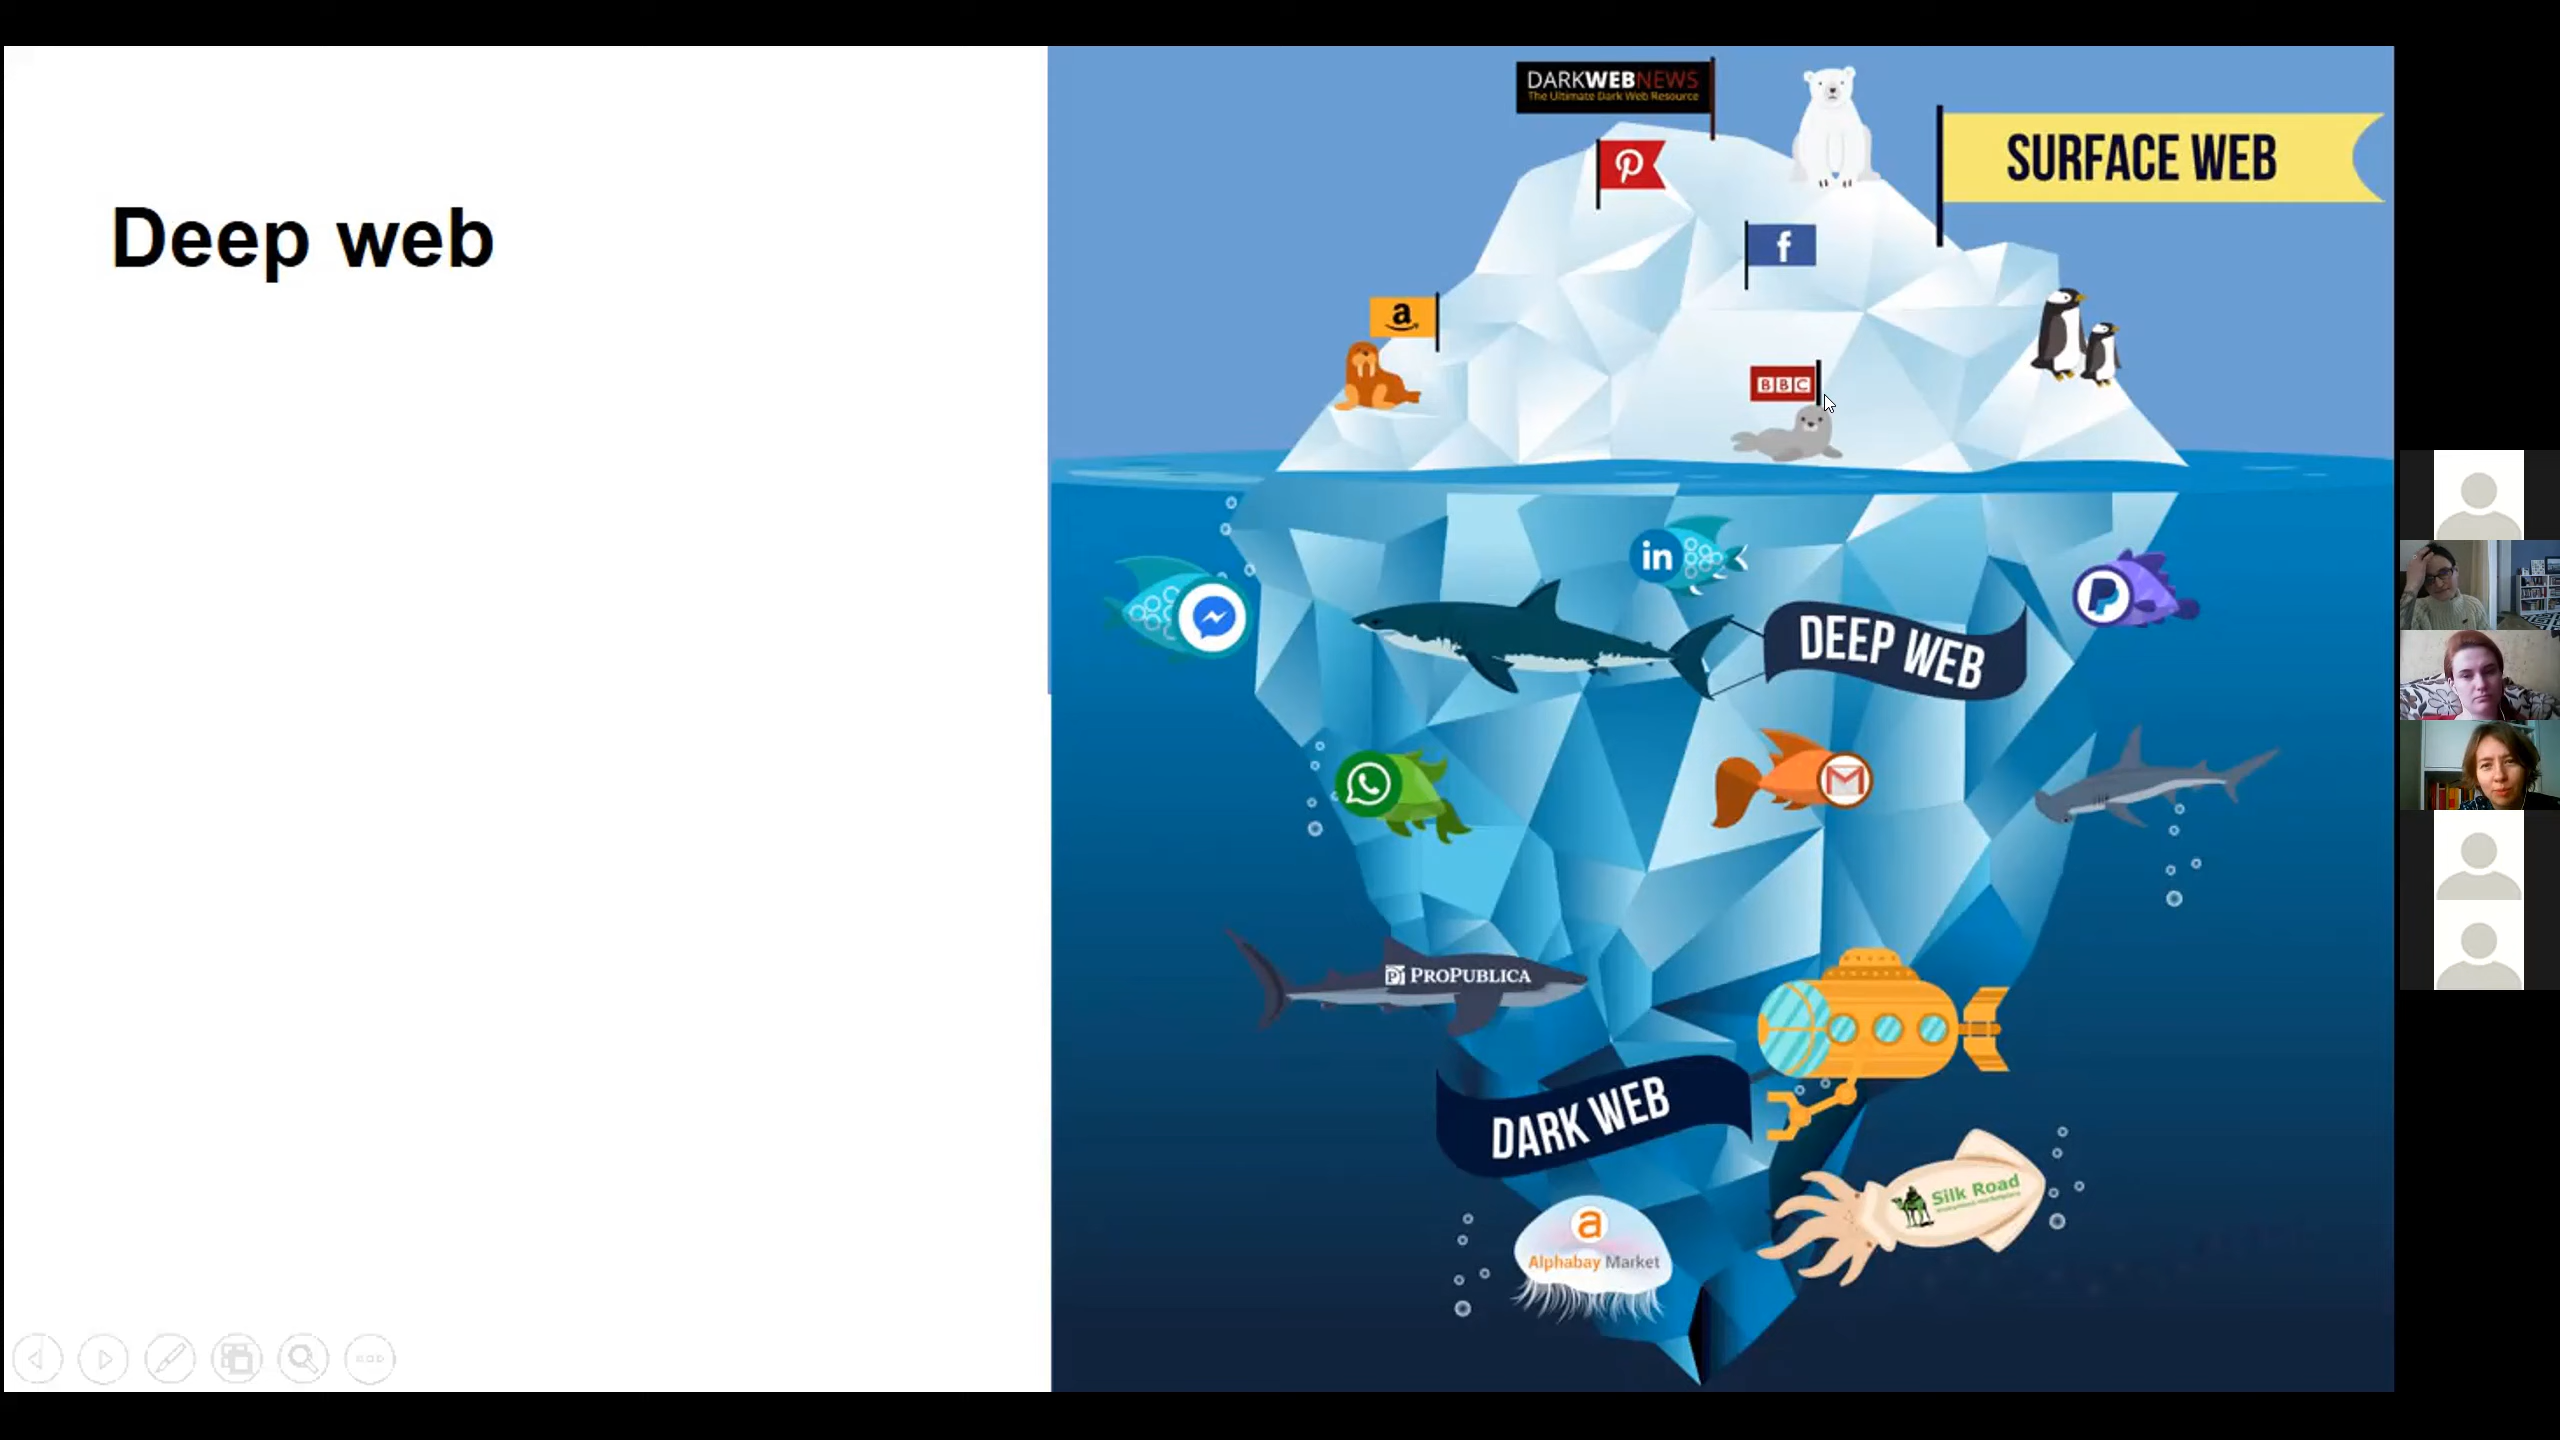 Deep web
DARKWEBNEWS
The Ultimate Dark Web Resource
SURFACE WEB
f
a
BBC
in
DEEP WEB
PROPUBLICA
DARK WEB
Silk Road
a
Alphabay Market